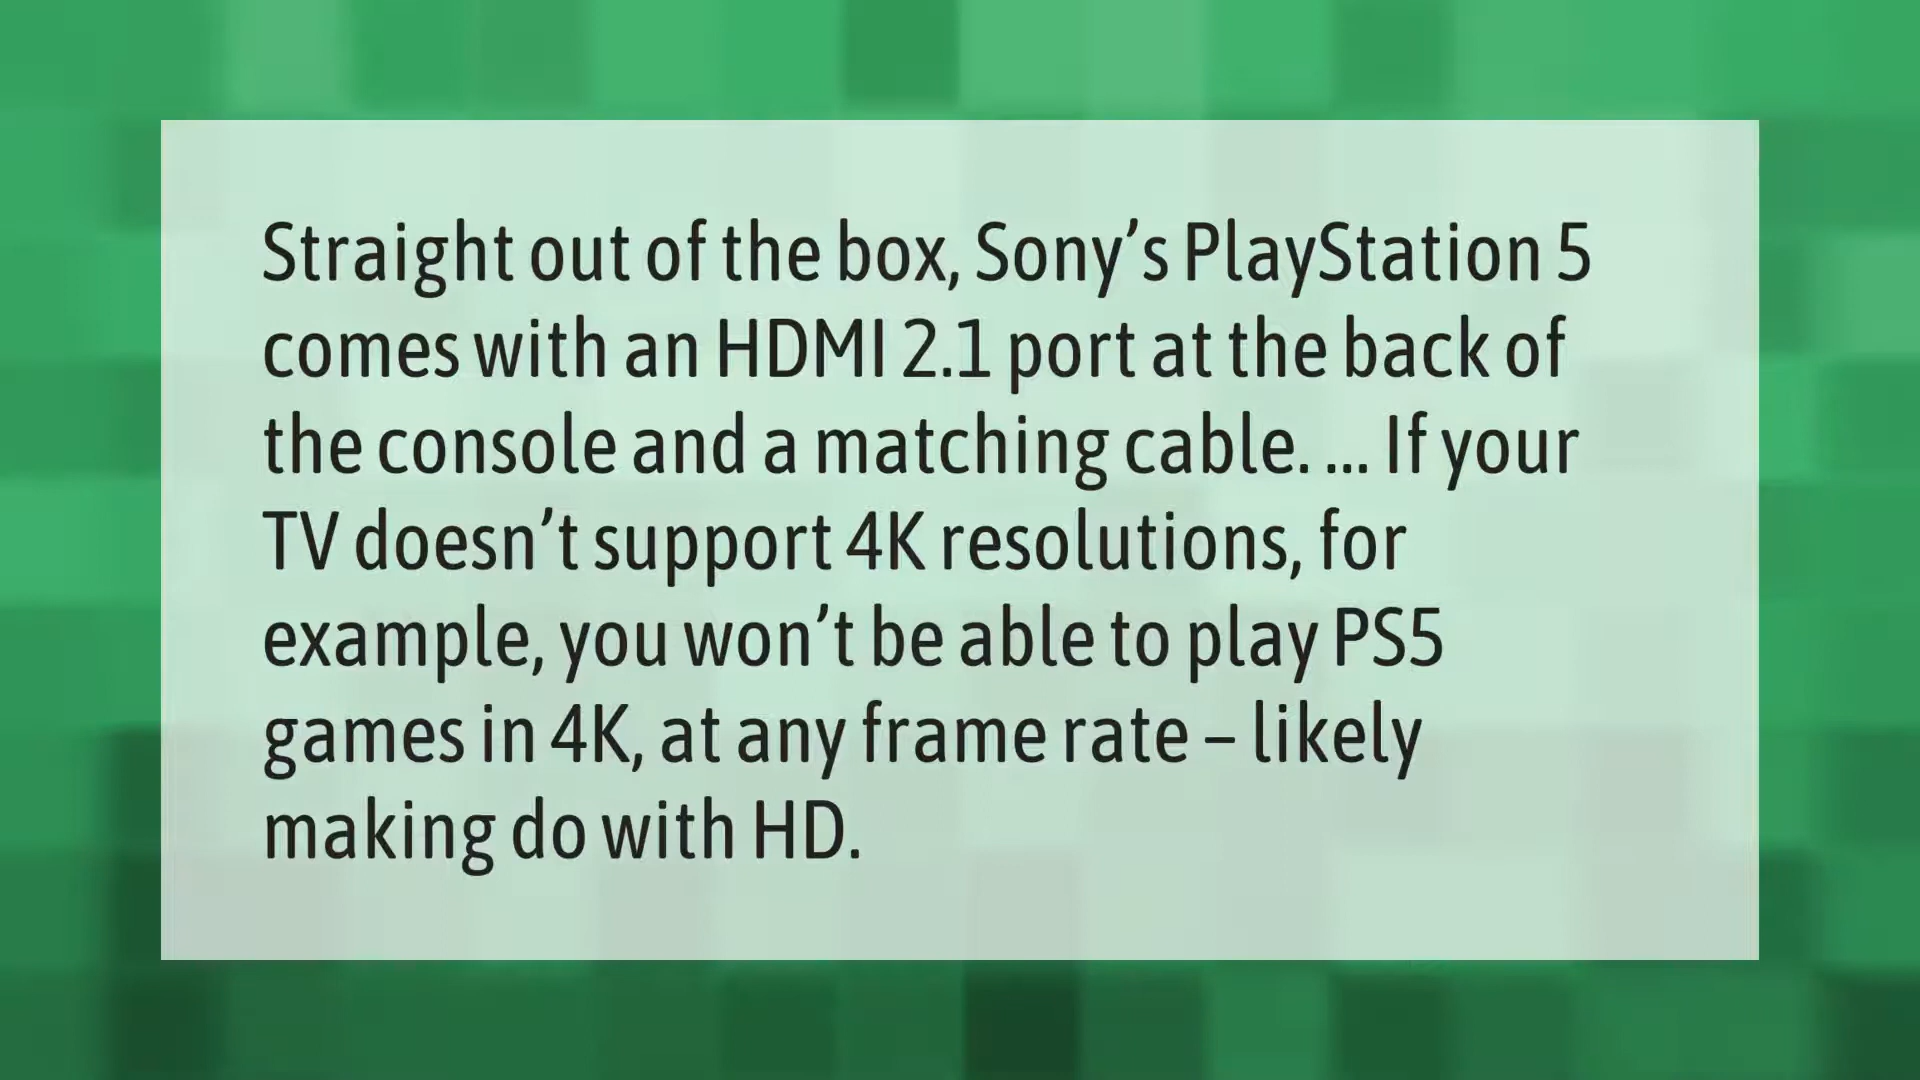 Straight out of the box, Sony’s PlayStation 5
comes with an HDMI 2.1 port at the back of
the console and a matching cable. ... If your
TV doesn’t support 4K resolutions, for
example, you won’t be able to play PS5
games in 4K, at any frame rate – likely
making do with HD.